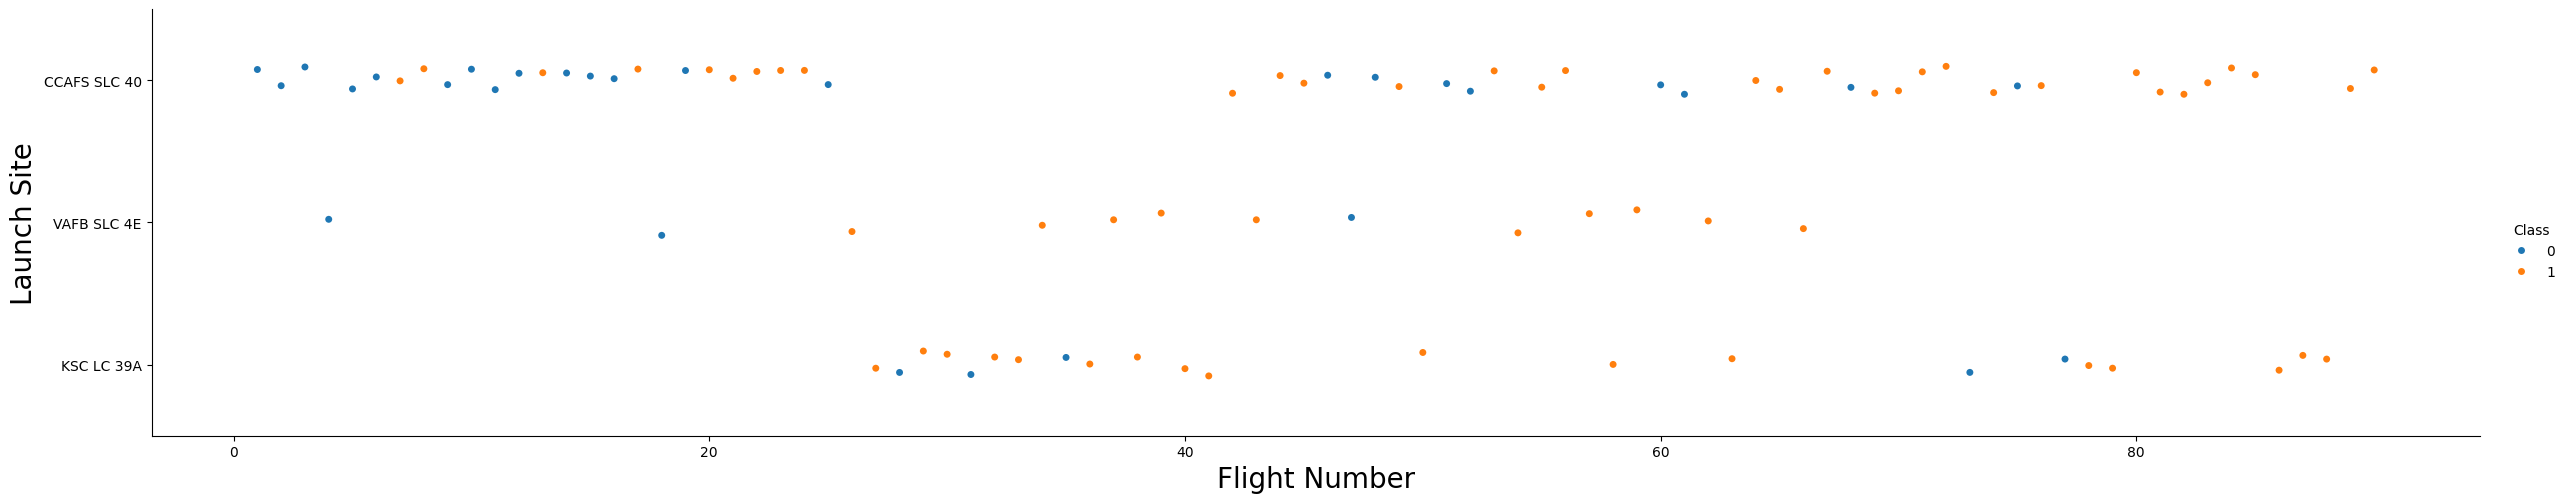 Launch Site
CCAFS SLC 40
VAFB SLC 4E
KSC LC 39A
0 20 40 60 80
Flight Number
Class
0
1